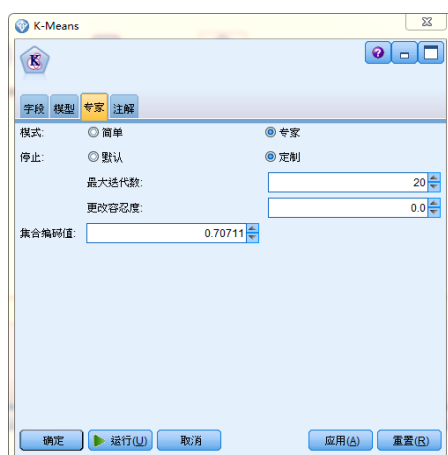 K-Means
K
字段 模型 专家 注解
模式: 简单 专家
停止: 默认 定制
最大迭代数: 20
更改容忍度: 0.0
集合编码值: 0.70711
确定 运行(U) 取消 应用(A) 重置(R)